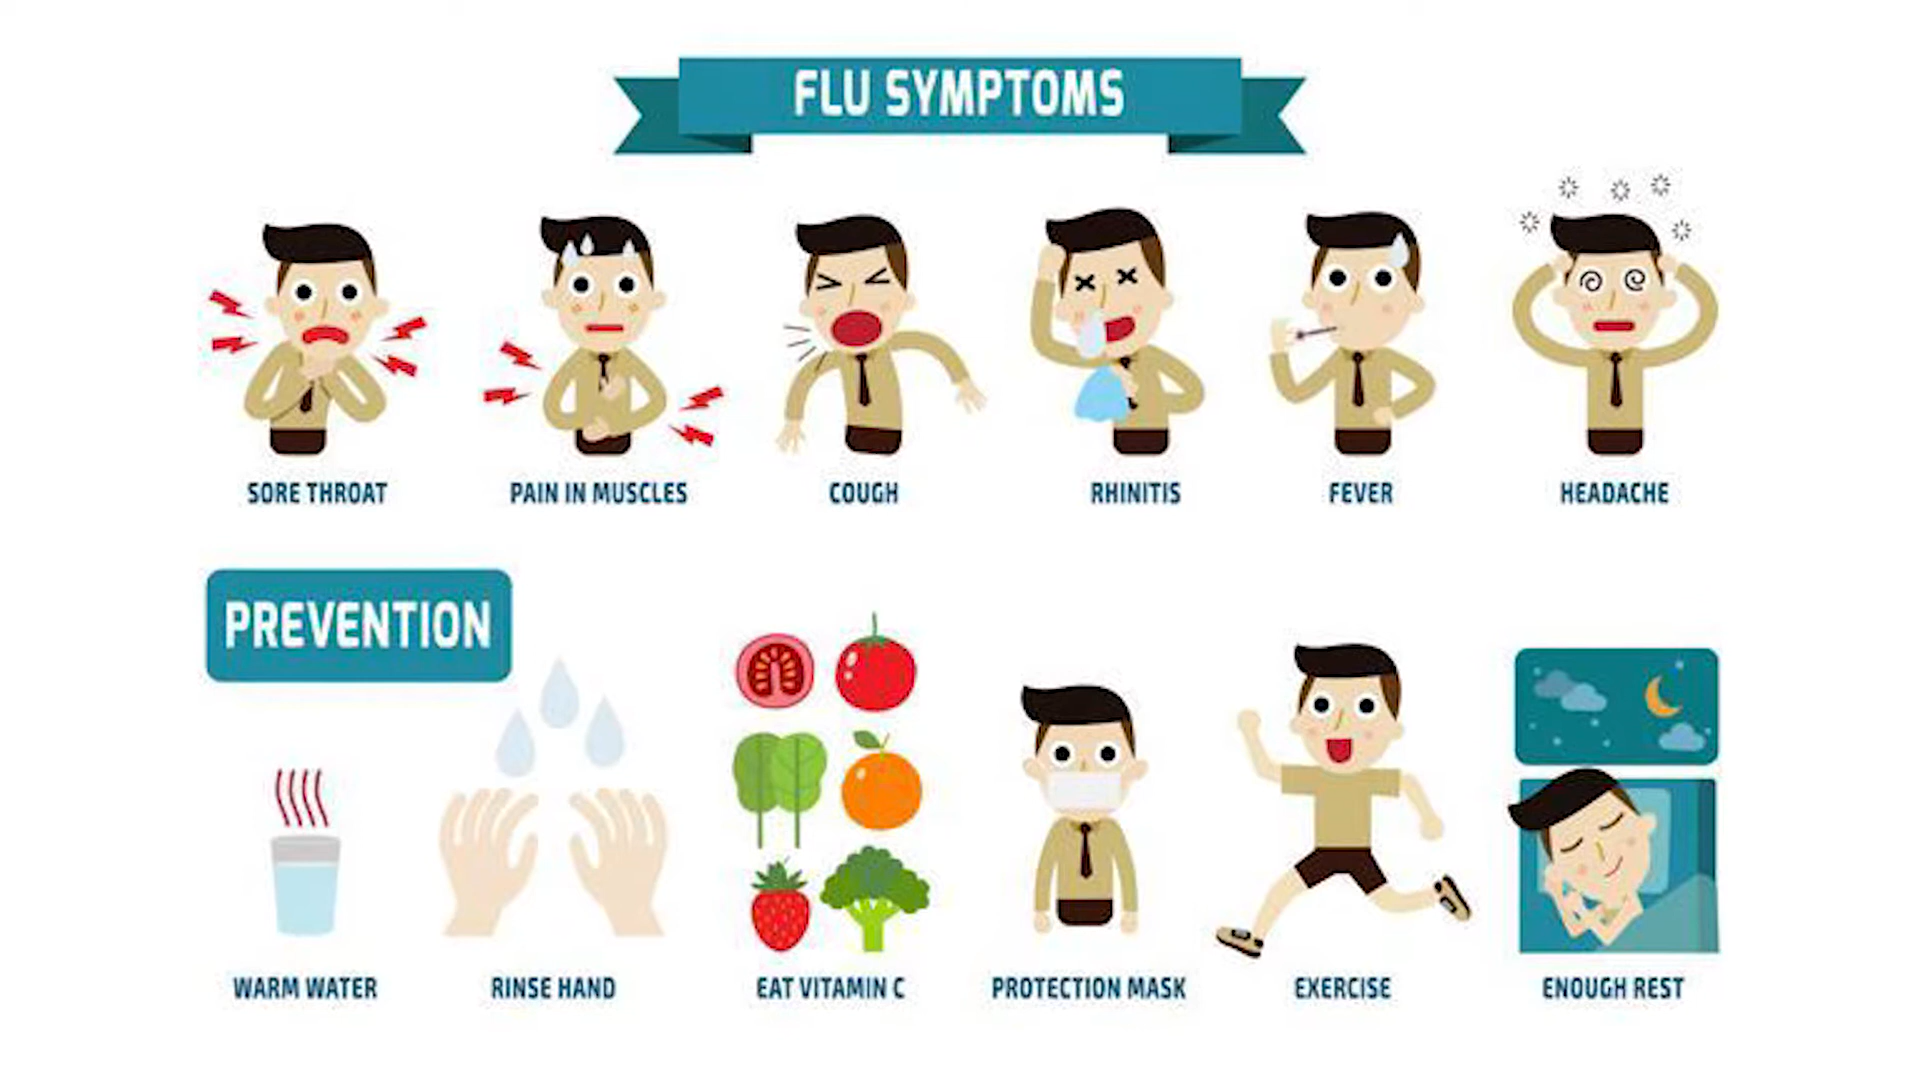 FLU SYMPTOMS
SORE THROAT
PAIN IN MUSCLES
COUGH
RHINITIS
FEVER
HEADACHE
PREVENTION
WARM WATER
RINSE HAND
EAT VITAMIN C
PROTECTION MASK
EXERCISE
ENOUGH REST